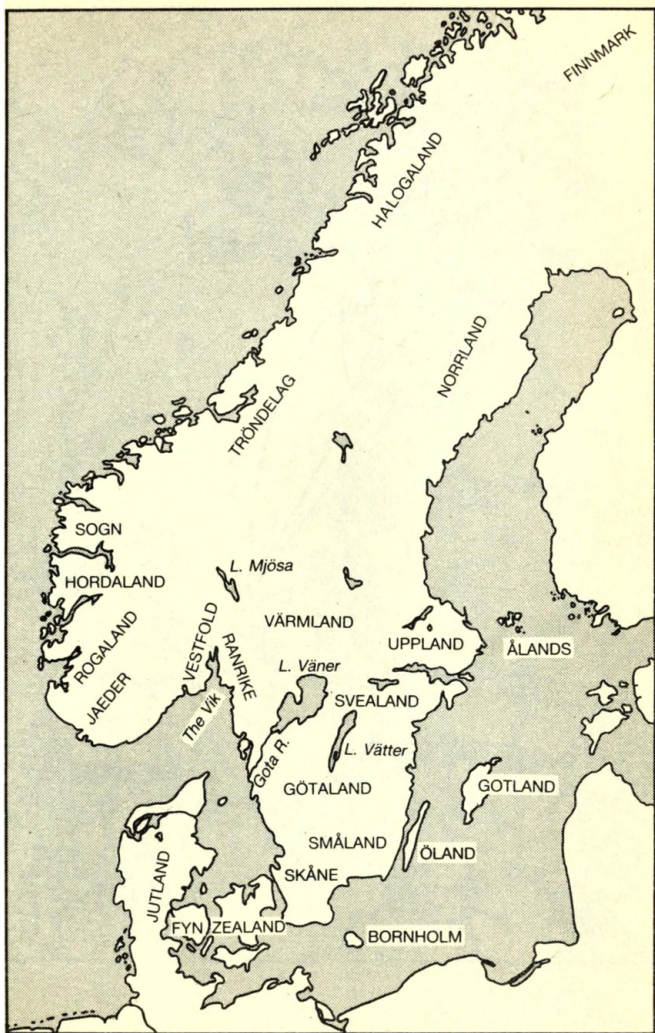 FINNMARK
HALOGALAND
NORRLAND
TRÖNDELAG
SOGN
L. Mjösa
HORDALAND
VÄRMLAND
UPPLAND
ÅLANDS
ROGALAND
VESTFOLD
RANRIKE
L. Väner
JAEDER
SVEALAND
The Vik
Gota R.
L. Vätter
GÖTALAND
GOTLAND
SMÅLAND
ÖLAND
SKÅNE
JUTLAND
FYN
ZEALAND
BORNHOLM